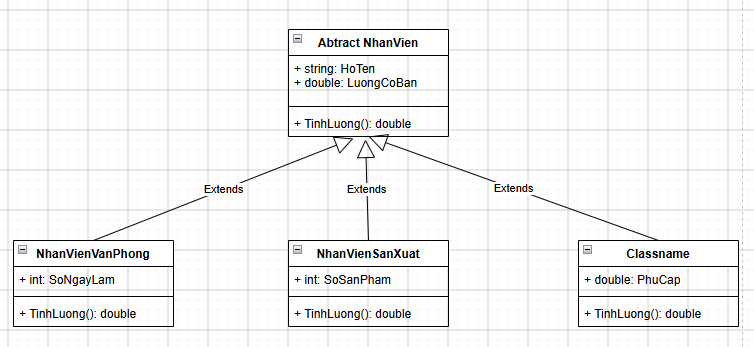 Abtract NhanVien
+ string: HoTen
+ double: LuongCoBan
+ TinhLuong(): double
Extends
Extends
Extends
NhanVienVanPhong
+ int: SoNgayLam
+ TinhLuong(): double
NhanVienSanXuat
+ int: SoSanPham
+ TinhLuong(): double
Classname
+ double: PhuCap
+ TinhLuong(): double